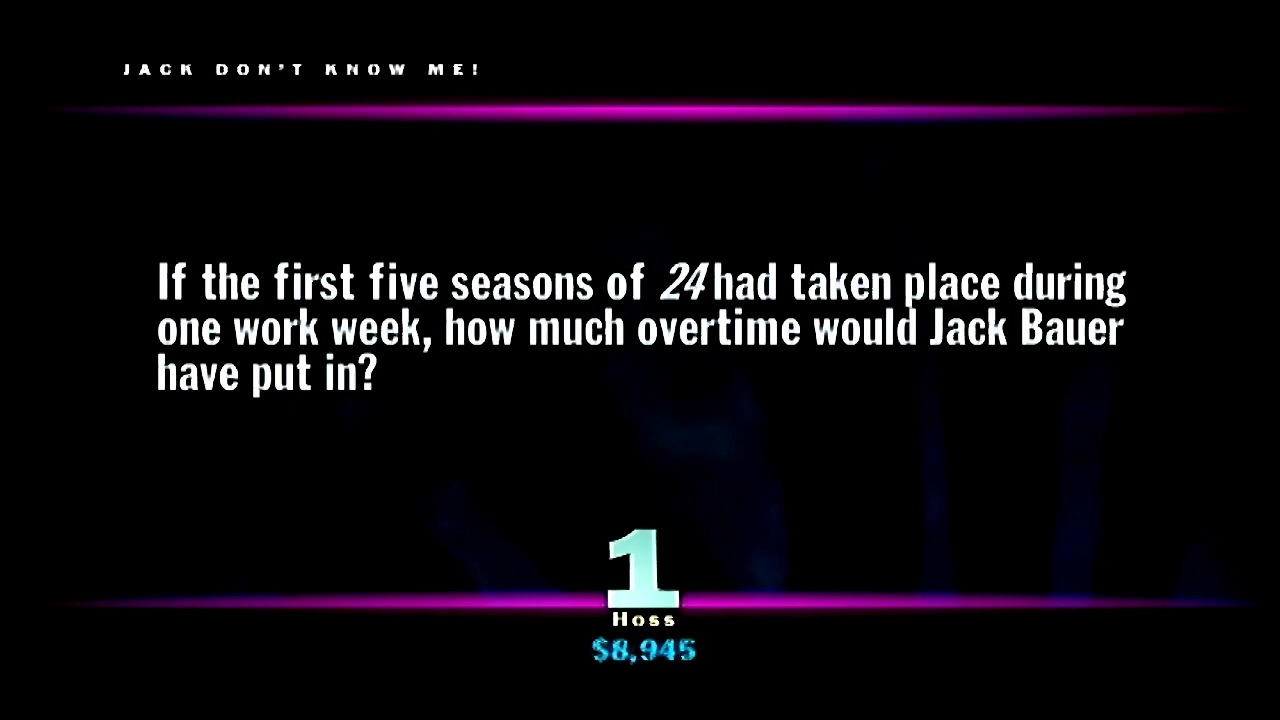 JACK DON'T KNOW ME!
If the first five seasons of 24 had taken place during
one work week, how much overtime would Jack Bauer
have put in?
1
Hoss
$8,945